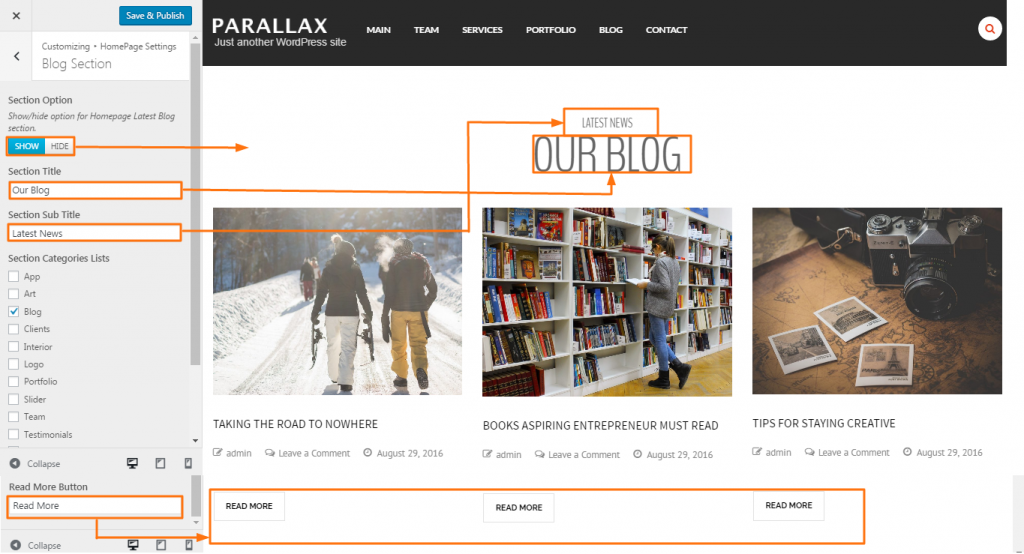 Save & Publish
Customizing • HomePage Settings
Blog Section
Section Option
Show/hide option for Homepage Latest Blog
section.
SHOW HIDE
Section Title
Our Blog
Section Sub Title
Latest News
Section Categories Lists
App
Art
Blog
Clients
Interior
Logo
Portfolio
Slider
Team
Testimonials
Collapse
Read More Button
Read More
Collapse
PARALLAX
Just another WordPress site
MAIN TEAM SERVICES PORTFOLIO BLOG CONTACT
LATEST NEWS
OUR BLOG
TAKING THE ROAD TO NOWHERE
admin Leave a Comment August 29, 2016
READ MORE
BOOKS ASPIRING ENTREPRENEUR MUST READ
admin Leave a Comment August 29, 2016
READ MORE
TIPS FOR STAYING CREATIVE
admin Leave a Comment August 29, 2016
READ MORE